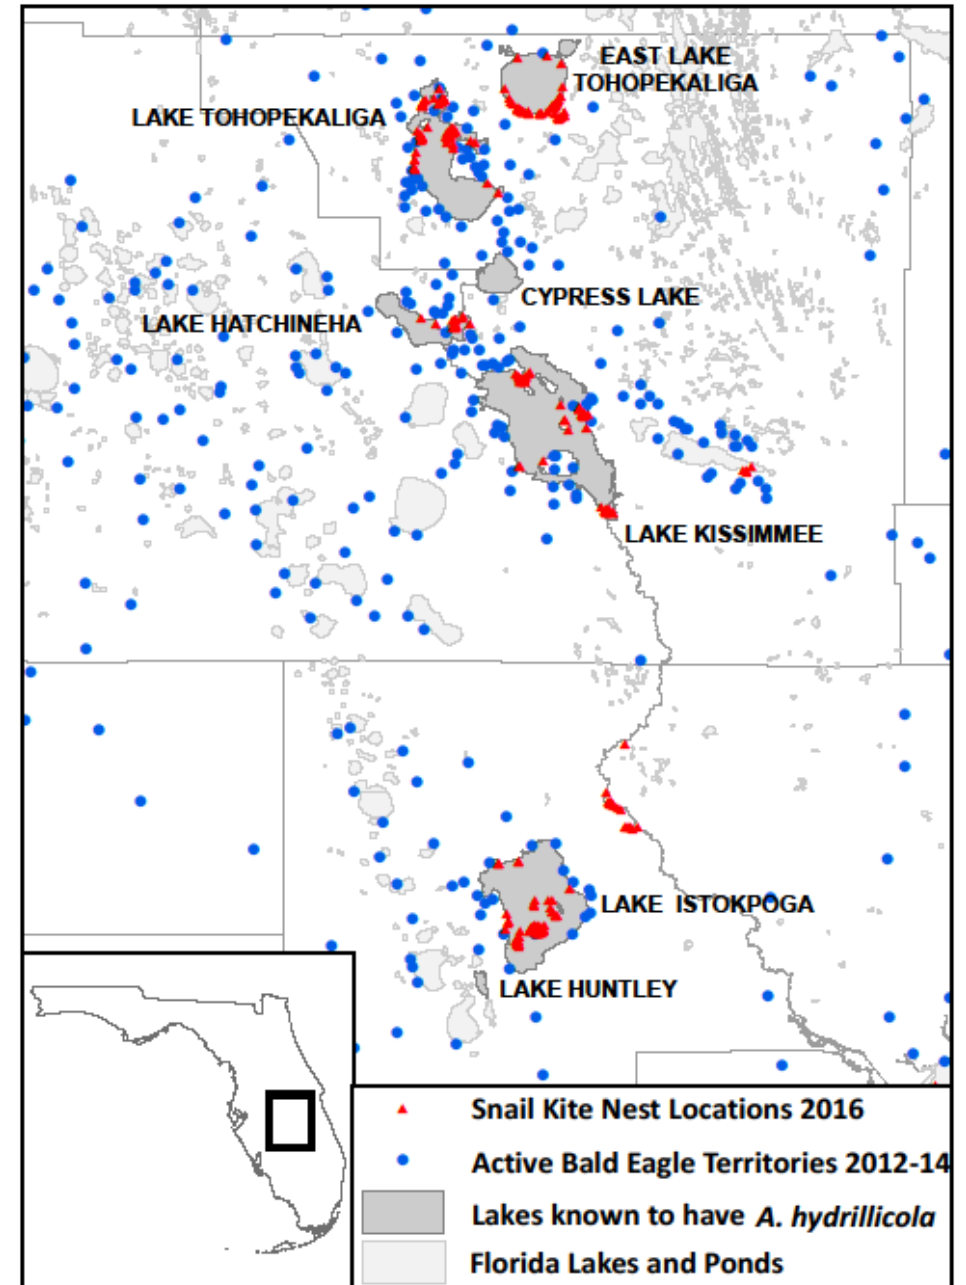 EAST LAKE
TOHOPEKALIGA
LAKE TOHOPEKALIGA
CYPRESS LAKE
LAKE HATCHINEHA
LAKE KISSIMMEE
LAKE ISTOKPOGA
LAKE HUNTLEY
Snail Kite Nest Locations 2016
Active Bald Eagle Territories 2012-14
Lakes known to have A. hydrillicola
Florida Lakes and Ponds